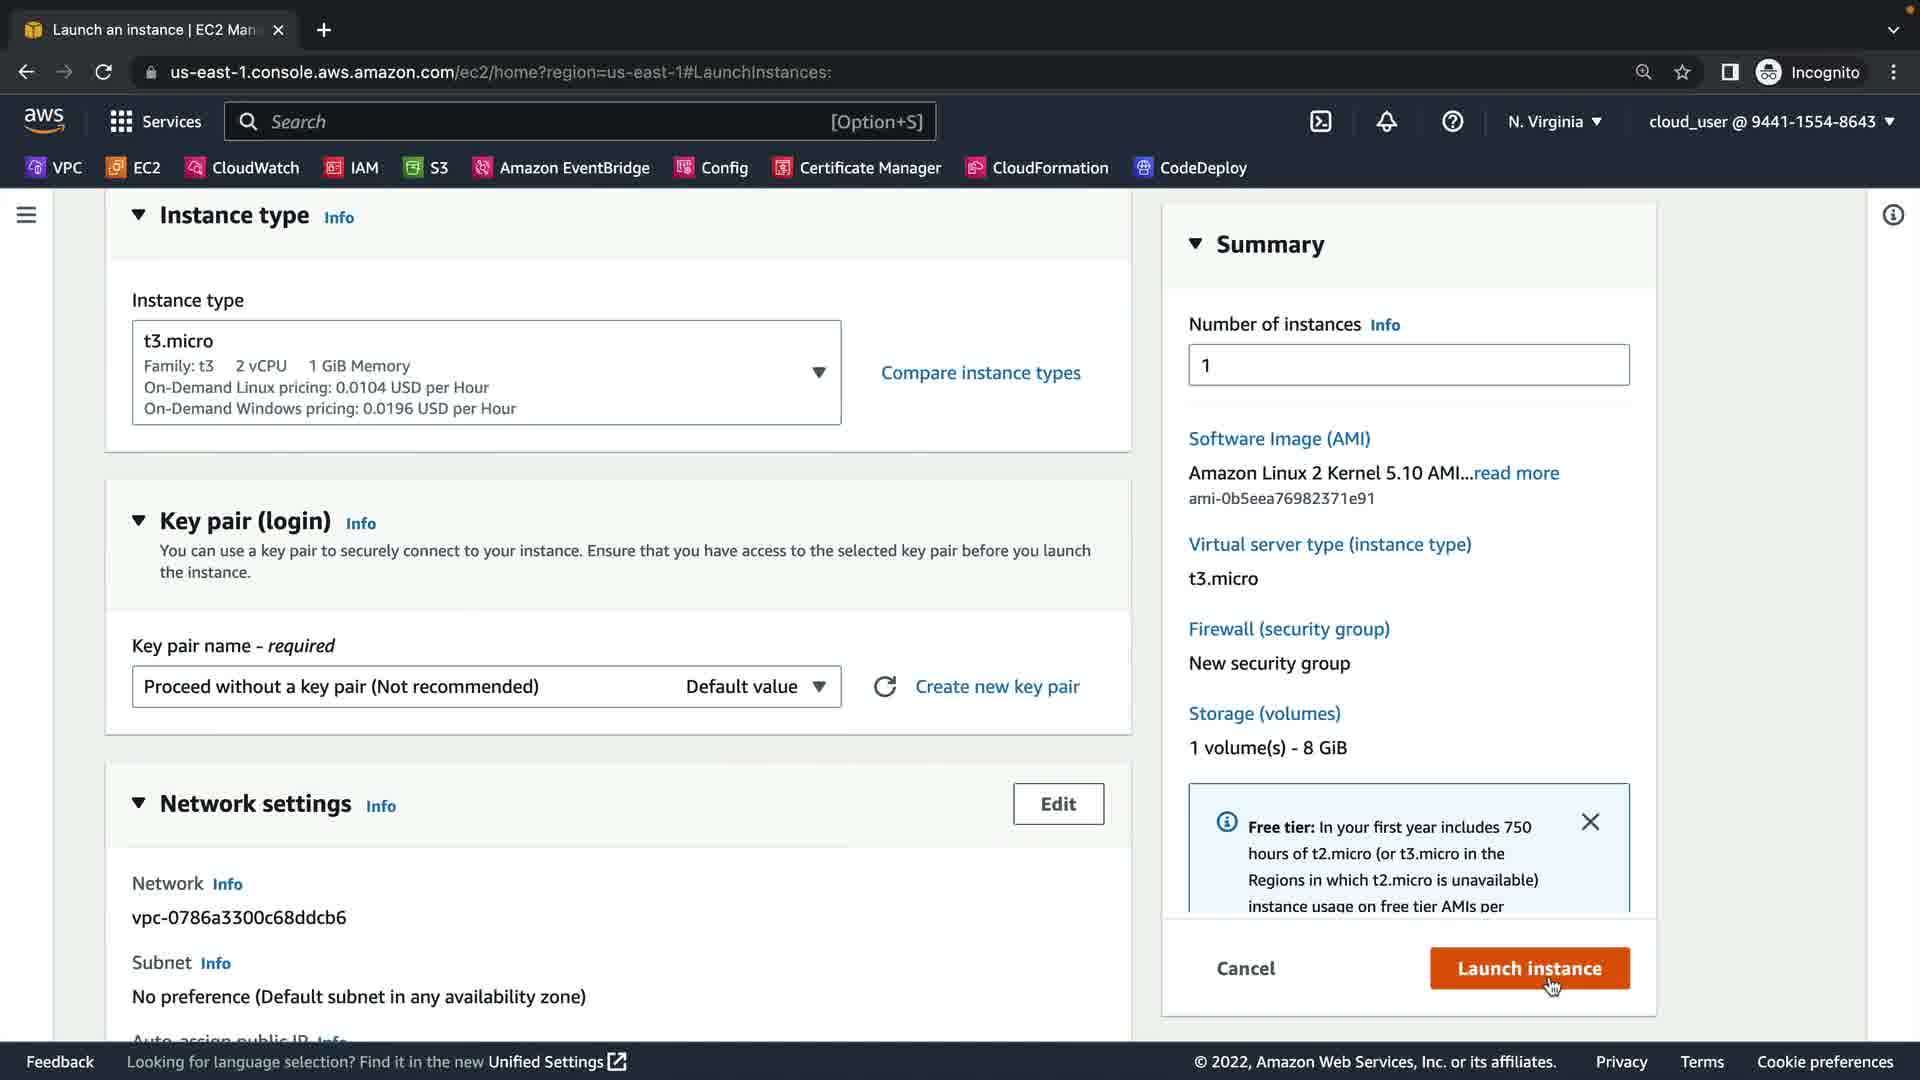 Launch an instance | EC2 Man
us-east-1.console.aws.amazon.com/ec2/home?region=us-east-1#LaunchInstances:
Incognito
aws
Services
Search
[Option+S]
N. Virginia
cloud_user @ 9441-1554-8643
VPC
EC2
CloudWatch
IAM
S3
Amazon EventBridge
Config
Certificate Manager
CloudFormation
CodeDeploy
Instance type Info
Instance type
t3.micro
Family: t3 2 vCPU 1 GiB Memory
On-Demand Linux pricing: 0.0104 USD per Hour
On-Demand Windows pricing: 0.0196 USD per Hour
Compare instance types
Key pair (login) Info
You can use a key pair to securely connect to your instance. Ensure that you have access to the selected key pair before you launch
the instance.
Key pair name - required
Proceed without a key pair (Not recommended) Default value
Create new key pair
Network settings Info
Edit
Network Info
vpc-0786a3300c68ddcb6
Subnet Info
No preference (Default subnet in any availability zone)
Auto-assign public IP Info
Summary
Number of instances Info
1
Software Image (AMI)
Amazon Linux 2 Kernel 5.10 AMI...read more
ami-0b5eea76982371e91
Virtual server type (instance type)
t3.micro
Firewall (security group)
New security group
Storage (volumes)
1 volume(s) - 8 GiB
Free tier: In your first year includes 750
hours of t2.micro (or t3.micro in the
Regions in which t2.micro is unavailable)
instance usage on free tier AMIs per
Cancel
Launch instance
Feedback
Looking for language selection? Find it in the new Unified Settings
© 2022, Amazon Web Services, Inc. or its affiliates.
Privacy
Terms
Cookie preferences